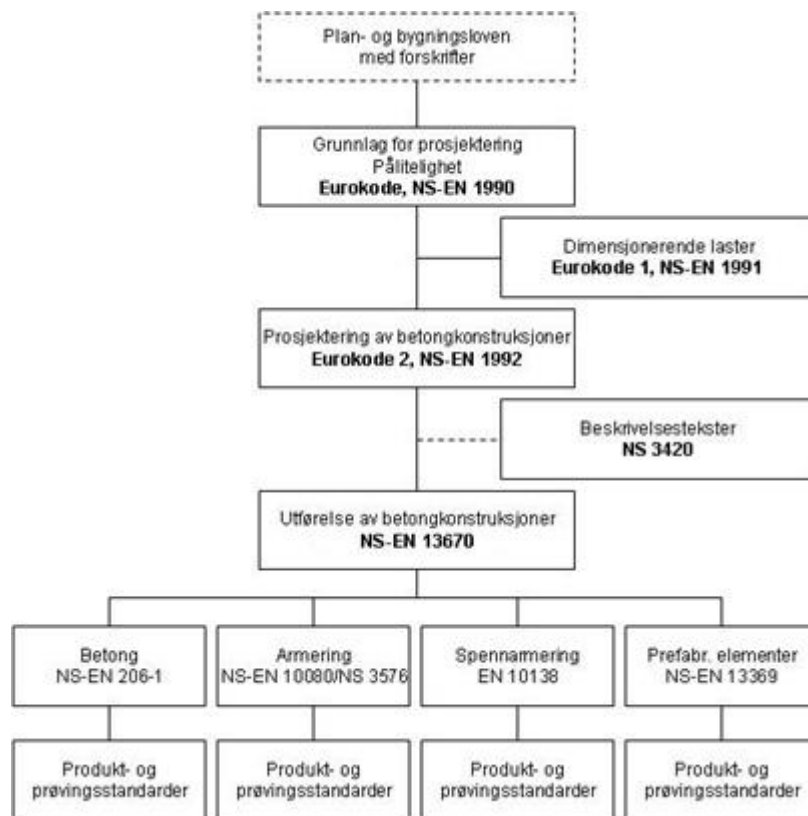 Plan- og bygningsloven
med forskrifter
Grunnlag for prosjektering
Pålitelighet
Eurokode, NS-EN 1990
Dimensjonerende laster
Eurokode 1, NS-EN 1991
Prosjektering av betongkonstruksjoner
Eurokode 2, NS-EN 1992
Beskrivelsestekster
NS 3420
Utførelse av betongkonstruksjoner
NS-EN 13670
Betong
NS-EN 206-1
Armering
NS-EN 10080/NS 3576
Spennarmering
EN 10138
Prefabr. elementer
NS-EN 13369
Produkt- og
prøvingsstandarder
Produkt- og
prøvingsstandarder
Produkt- og
prøvingsstandarder
Produkt- og
prøvingsstandarder